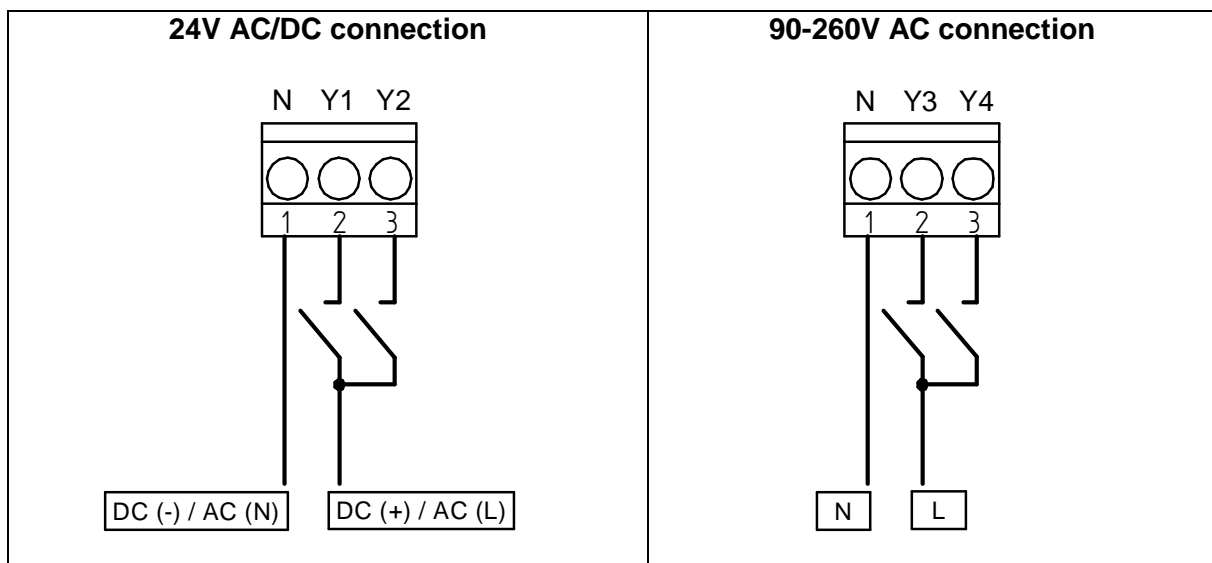 24V AC/DC connection
N Y1 Y2
1 2 3
DC (-) / AC (N)
DC (+) / AC (L)
90-260V AC connection
N Y3 Y4
1 2 3
N
L